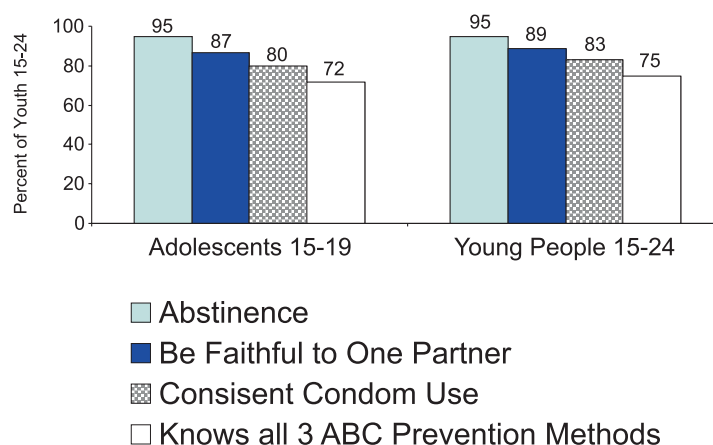 Percent of Youth 15-24
100
80
60
40
20
0
95
87
80
72
95
89
83
75
Adolescents 15-19
Young People 15-24
Abstinence
Be Faithful to One Partner
Consisent Condom Use
Knows all 3 ABC Prevention Methods